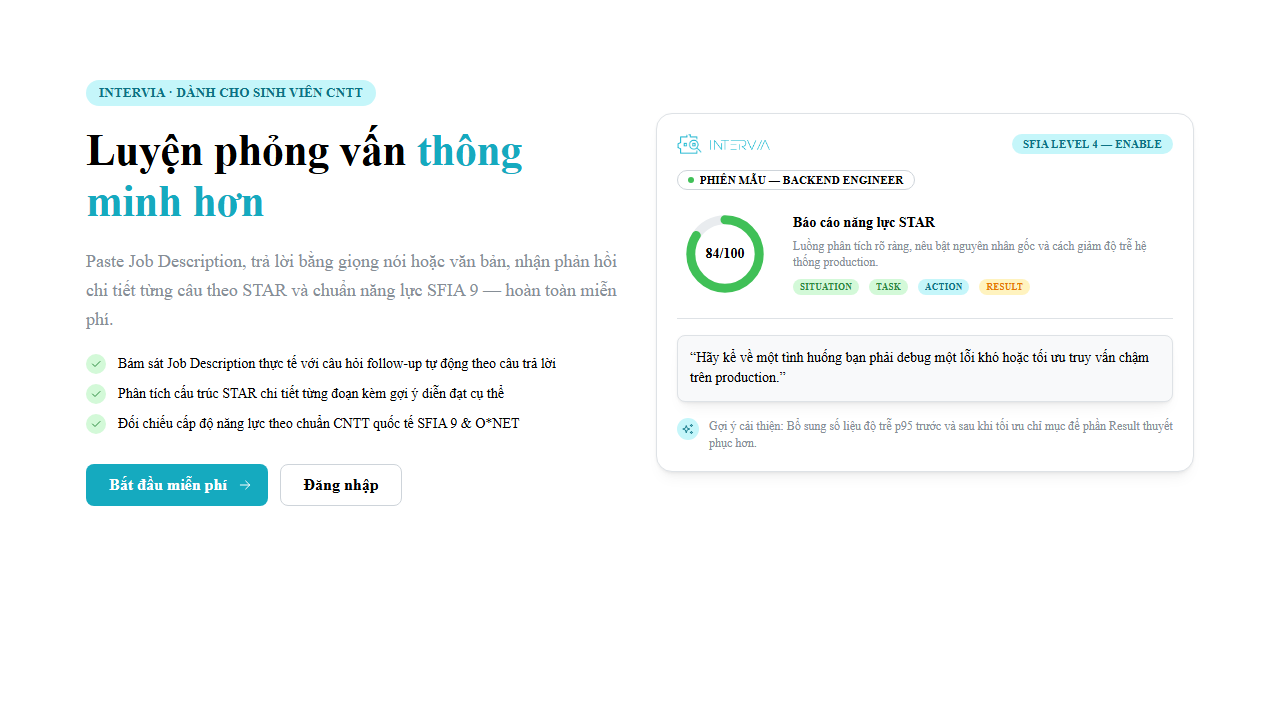 INTERVIA · DÀNH CHO SINH VIÊN CNTT
Luyện phỏng vấn thông
minh hơn
Paste Job Description, trả lời bằng giọng nói hoặc văn bản, nhận phản hồi
chi tiết từng câu theo STAR và chuẩn năng lực SFIA 9 — hoàn toàn miễn
phí.
Bám sát Job Description thực tế với câu hỏi follow-up tự động theo câu trả lời
Phân tích cấu trúc STAR chi tiết từng đoạn kèm gợi ý diễn đạt cụ thể
Đối chiếu cấp độ năng lực theo chuẩn CNTT quốc tế SFIA 9 & O*NET
Bắt đầu miễn phí
Đăng nhập
INTERVIA
SFIA LEVEL 4 — ENABLE
PHIÊN MẪU — BACKEND ENGINEER
84/100
Báo cáo năng lực STAR
Luồng phân tích rõ ràng, nêu bật nguyên nhân gốc và cách giảm độ trễ hệ
thống production.
SITUATION
TASK
ACTION
RESULT
“Hãy kể về một tình huống bạn phải debug một lỗi khó hoặc tối ưu truy vấn chậm
trên production.”
Gợi ý cải thiện: Bổ sung số liệu độ trễ p95 trước và sau khi tối ưu chỉ mục để phần Result thuyết
phục hơn.